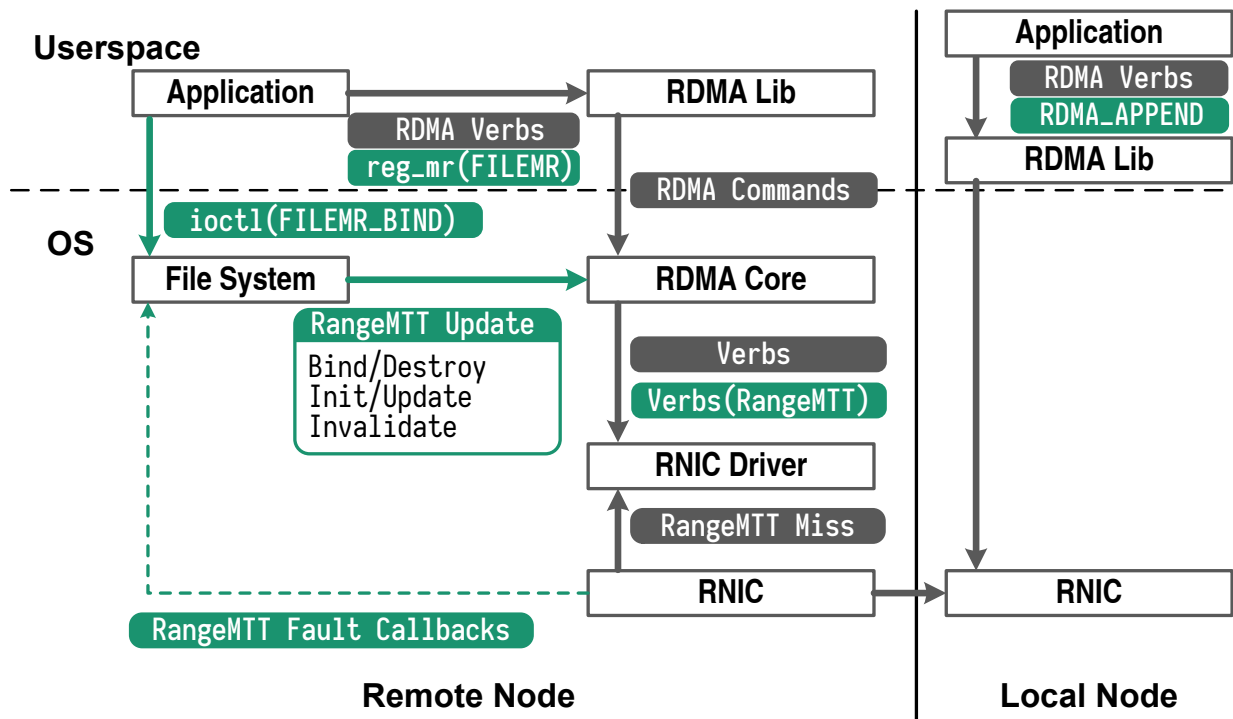 Userspace
Application
RDMA Lib
RDMA Verbs
reg_mr(FILEMR)
RDMA Commands
ioctl(FILEMR_BIND)
OS
File System
RDMA Core
RangeMTT Update
Bind/Destroy
Init/Update
Invalidate
Verbs
Verbs(RangeMTT)
RNIC Driver
RangeMTT Miss
RNIC
RangeMTT Fault Callbacks
Remote Node
Application
RDMA Verbs
RDMA_APPEND
RDMA Lib
RNIC
Local Node